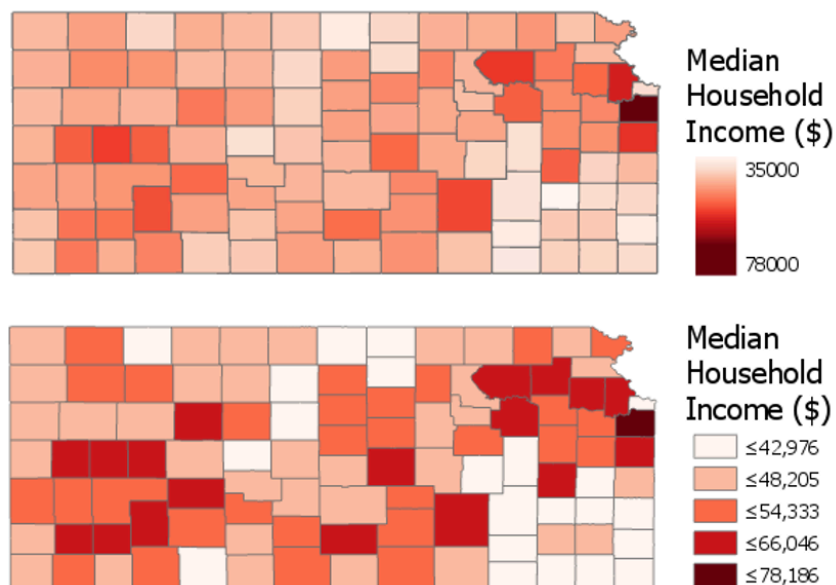 Median
Household
Income ($)
35000
78000
Median
Household
Income ($)
≤42,976
≤48,205
≤54,333
≤66,046
≤78,186